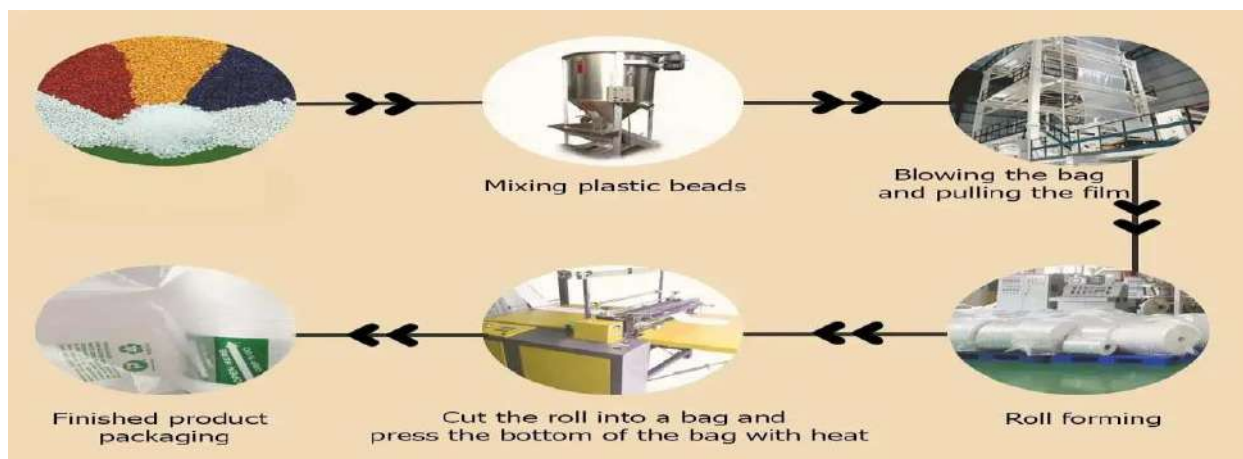 Mixing plastic beads
Blowing the bag
and pulling the film
Roll forming
Cut the roll into a bag and
press the bottom of the bag with heat
Finished product
packaging